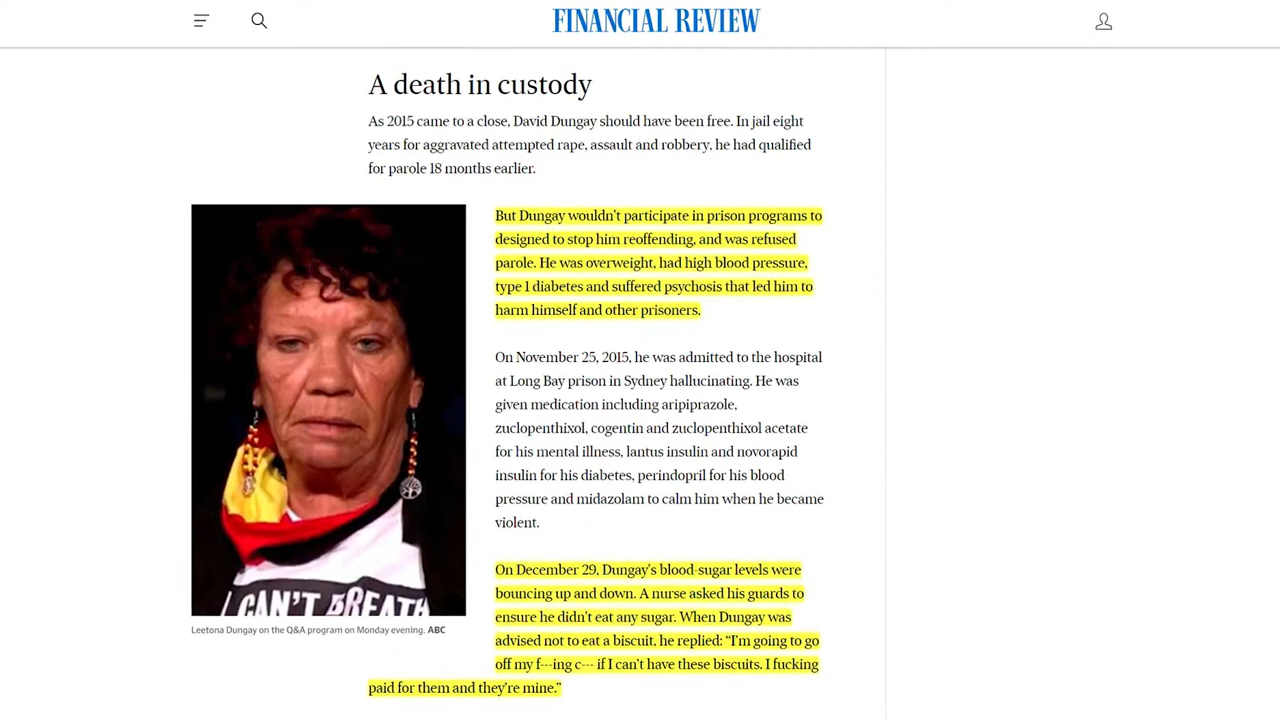 FINANCIAL REVIEW
A death in custody
As 2015 came to a close, David Dungay should have been free. In jail eight
years for aggravated attempted rape, assault and robbery, he had qualified
for parole 18 months earlier.
But Dungay wouldn't participate in prison programs to
designed to stop him reoffending, and was refused
parole. He was overweight, had high blood pressure,
type 1 diabetes and suffered psychosis that led him to
harm himself and other prisoners.
On November 25, 2015, he was admitted to the hospital
at Long Bay prison in Sydney hallucinating. He was
given medication including aripiprazole,
zuclopenthixol, cogentin and zuclopenthixol acetate
for his mental illness, lantus insulin and novorapid
insulin for his diabetes, perindopril for his blood
pressure and midazolam to calm him when he became
violent.
On December 29, Dungay's blood-sugar levels were
bouncing up and down. A nurse asked his guards to
ensure he didn't eat any sugar. When Dungay was
advised not to eat a biscuit, he replied: “I'm going to go
off my f---ing c--- if I can't have these biscuits. I fucking
paid for them and they're mine.”
I CAN'T BREATH
Leetona Dungay on the Q&A program on Monday evening. ABC